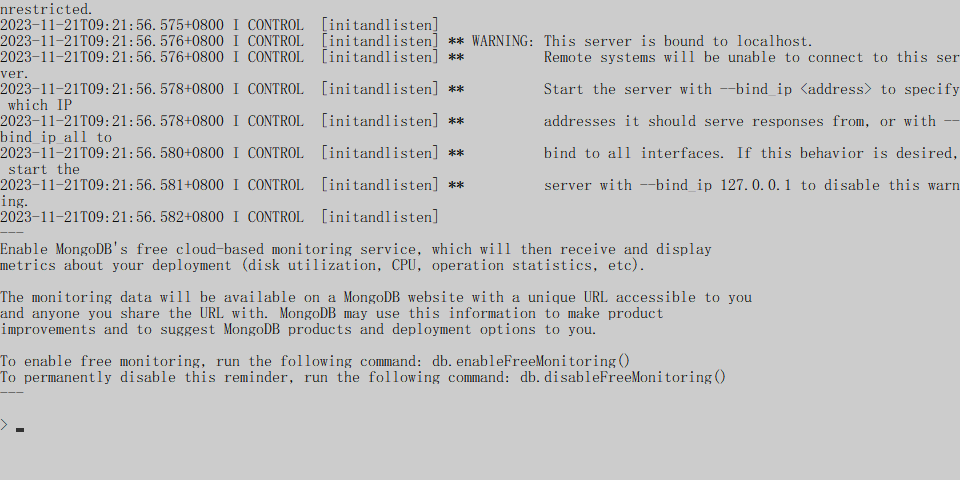 nrestricted.
2023-11-21T09:21:56.575+0800 I CONTROL  [initandlisten]
2023-11-21T09:21:56.576+0800 I CONTROL  [initandlisten] ** WARNING: This server is bound to localhost.
2023-11-21T09:21:56.576+0800 I CONTROL  [initandlisten] **          Remote systems will be unable to connect to this ser
ver.
2023-11-21T09:21:56.578+0800 I CONTROL  [initandlisten] **          Start the server with --bind_ip <address> to specify
 which IP
2023-11-21T09:21:56.578+0800 I CONTROL  [initandlisten] **          addresses it should serve responses from, or with --
bind_ip_all to
2023-11-21T09:21:56.580+0800 I CONTROL  [initandlisten] **          bind to all interfaces. If this behavior is desired,
 start the
2023-11-21T09:21:56.581+0800 I CONTROL  [initandlisten] **          server with --bind_ip 127.0.0.1 to disable this warn
ing.
2023-11-21T09:21:56.582+0800 I CONTROL  [initandlisten]
---
Enable MongoDB's free cloud-based monitoring service, which will then receive and display
metrics about your deployment (disk utilization, CPU, operation statistics, etc).

The monitoring data will be available on a MongoDB website with a unique URL accessible to you
and anyone you share the URL with. MongoDB may use this information to make product
improvements and to suggest MongoDB products and deployment options to you.

To enable free monitoring, run the following command: db.enableFreeMonitoring()
To permanently disable this reminder, run the following command: db.disableFreeMonitoring()
---

> _